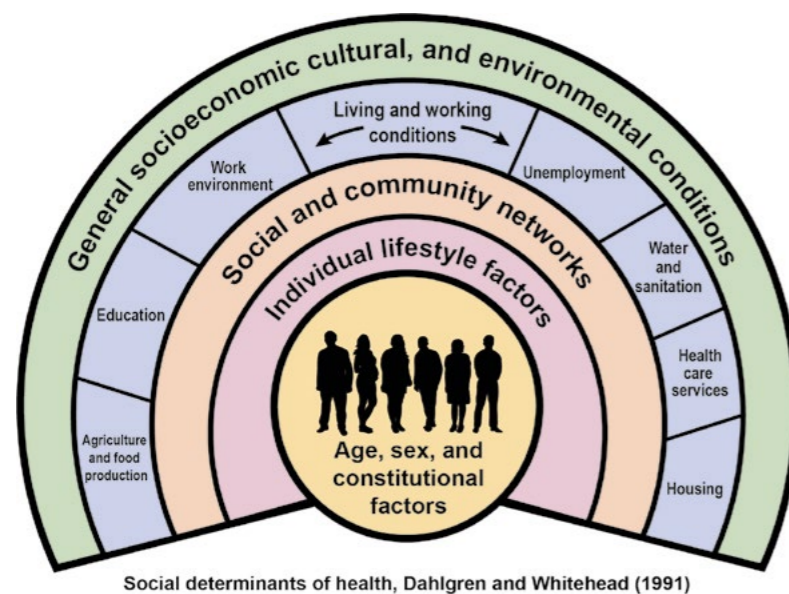 General socioeconomic cultural, and environmental conditions
Living and working
conditions
Work
environment
Unemployment
Education
Water
and
sanitation
Agriculture
and food
production
Health
care
services
Housing
Social and community networks
Individual lifestyle factors
Age, sex, and
constitutional
factors
Social determinants of health, Dahlgren and Whitehead (1991)